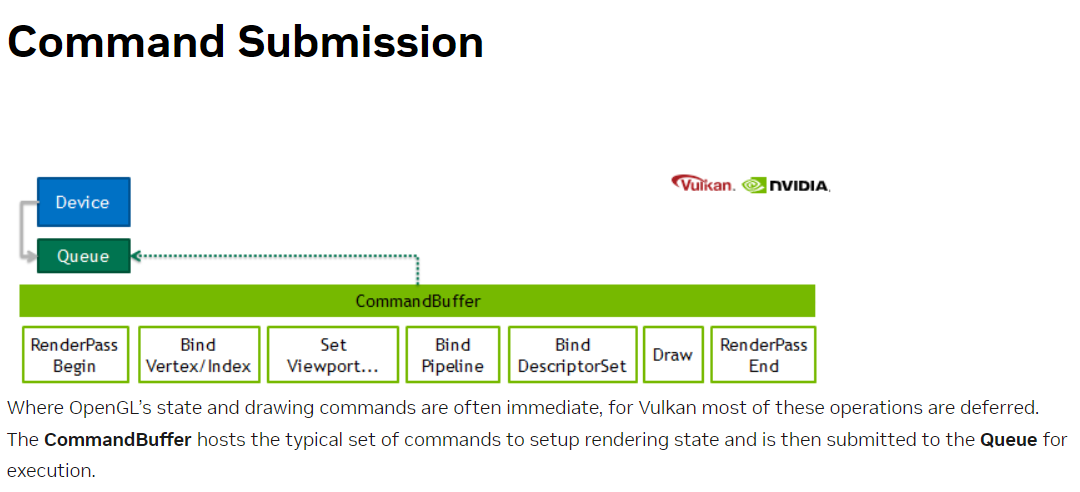 Command Submission
Vulkan. NVIDIA.
Device
Queue
CommandBuffer
RenderPass
Begin
Bind
Vertex/Index
Set
Viewport...
Bind
Pipeline
Bind
DescriptorSet
Draw
RenderPass
End
Where OpenGL’s state and drawing commands are often immediate, for Vulkan most of these operations are deferred.
The CommandBuffer hosts the typical set of commands to setup rendering state and is then submitted to the Queue for
execution.